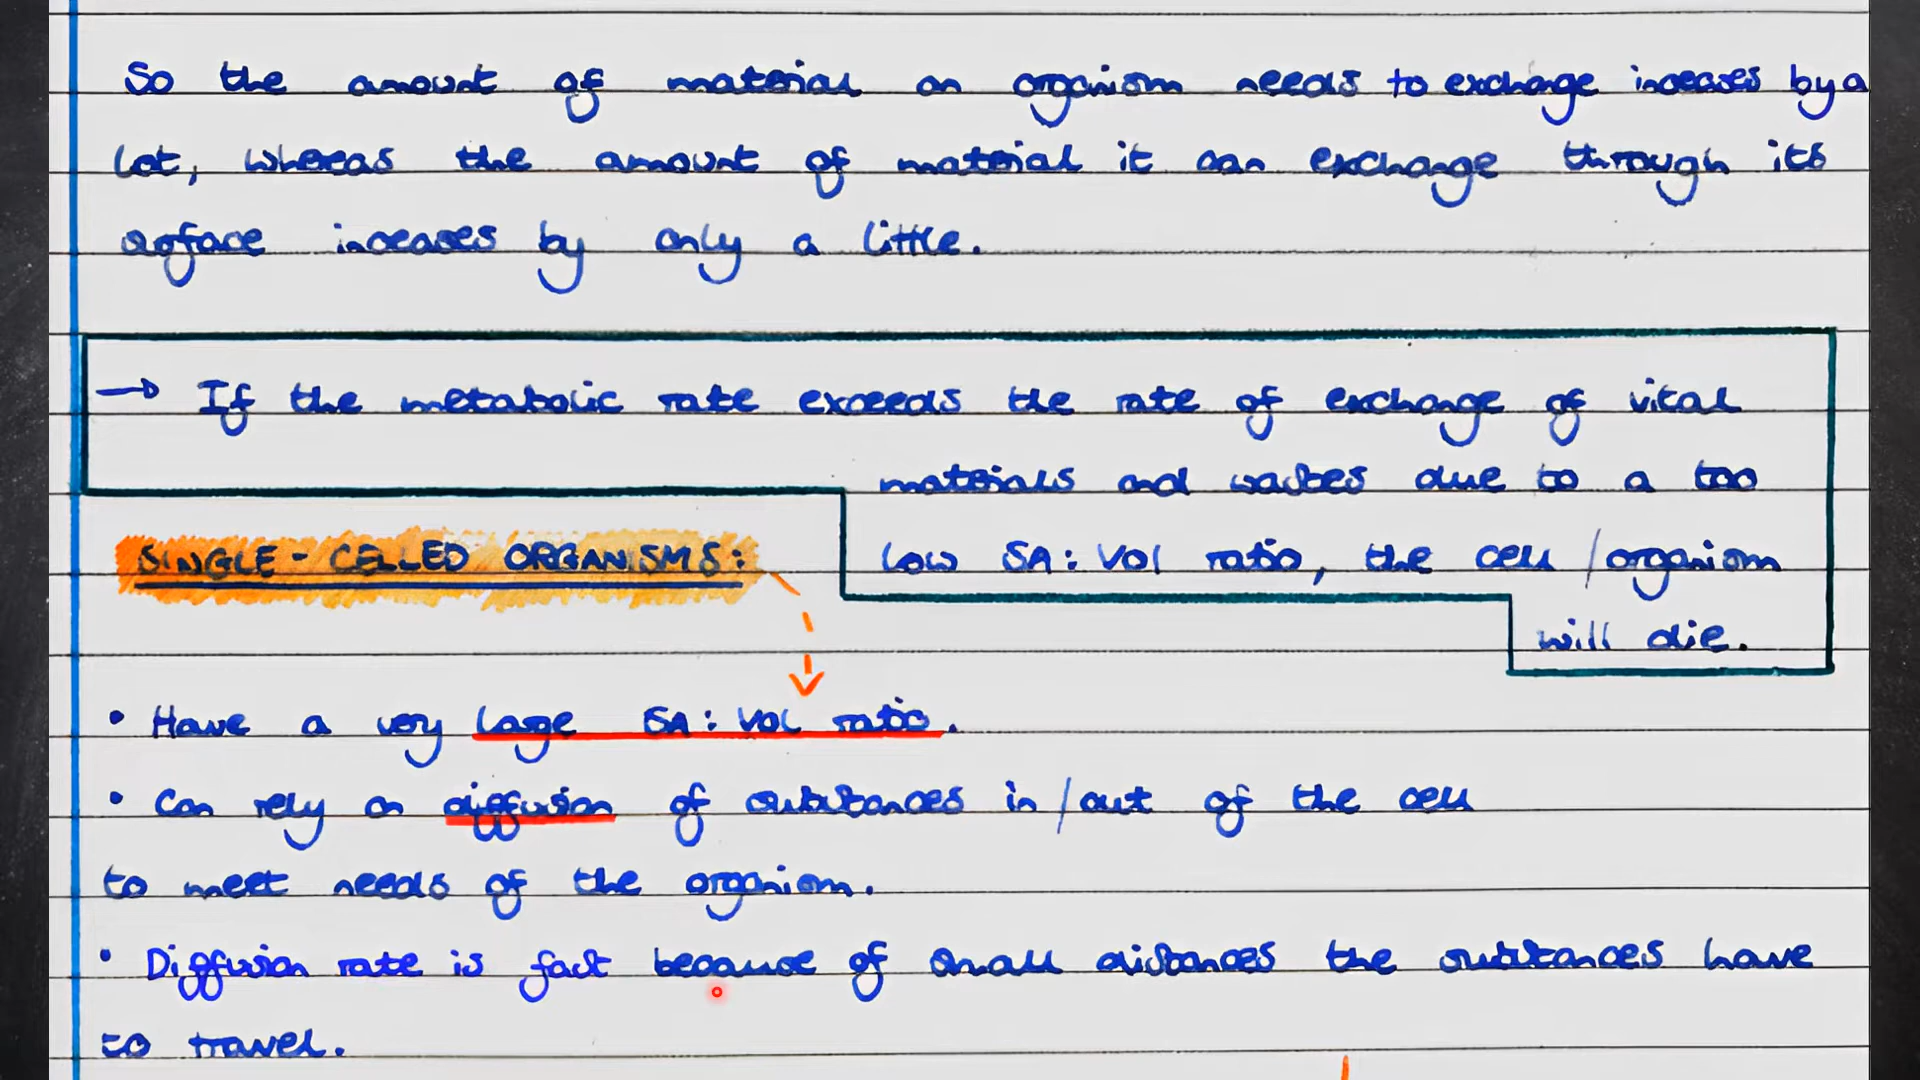 So the amount of material an organism needs to exchange increases by a
lot, whereas the amount of material it can exchange through its
surface increases by only a little.
→ If the metabolic rate exceeds the rate of exchange of vital
materials and wastes due to a too
low SA: Vol ratio, the cell / organism
will die.
SINGLE-CELLED ORGANISMS:
• Have a very large SA: Vol ratio.
• Can rely on diffusion of substances in / out of the cell
to meet needs of the organism.
• Diffusion rate is fast because of small distances the substances have
to travel.